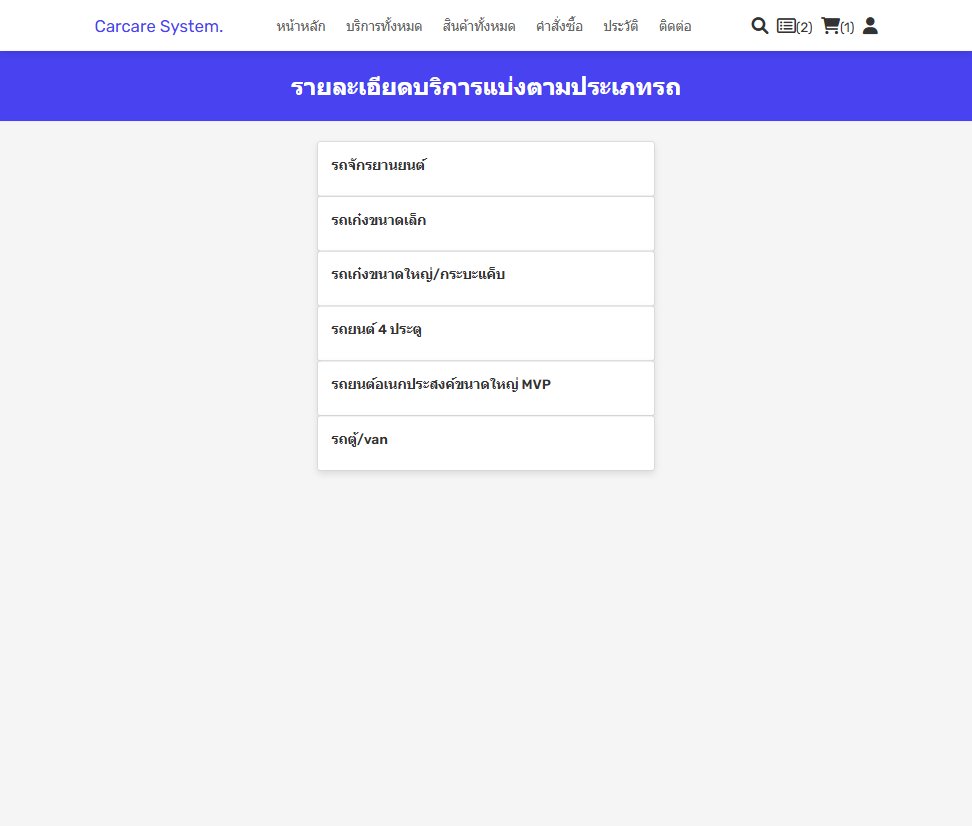 Carcare System. หน้าหลัก บริการทั้งหมด สินค้าทั้งหมด คำสั่งซื้อ ประวัติ ติดต่อ (2) (1)
รายละเอียดบริการแบ่งตามประเภทรถ
รถจักรยานยนต์
รถเก๋งขนาดเล็ก
รถเก๋งขนาดใหญ่/กระบะแค็บ
รถยนต์ 4 ประตู
รถยนต์อเนกประสงค์ขนาดใหญ่ MVP
รถตู้/van